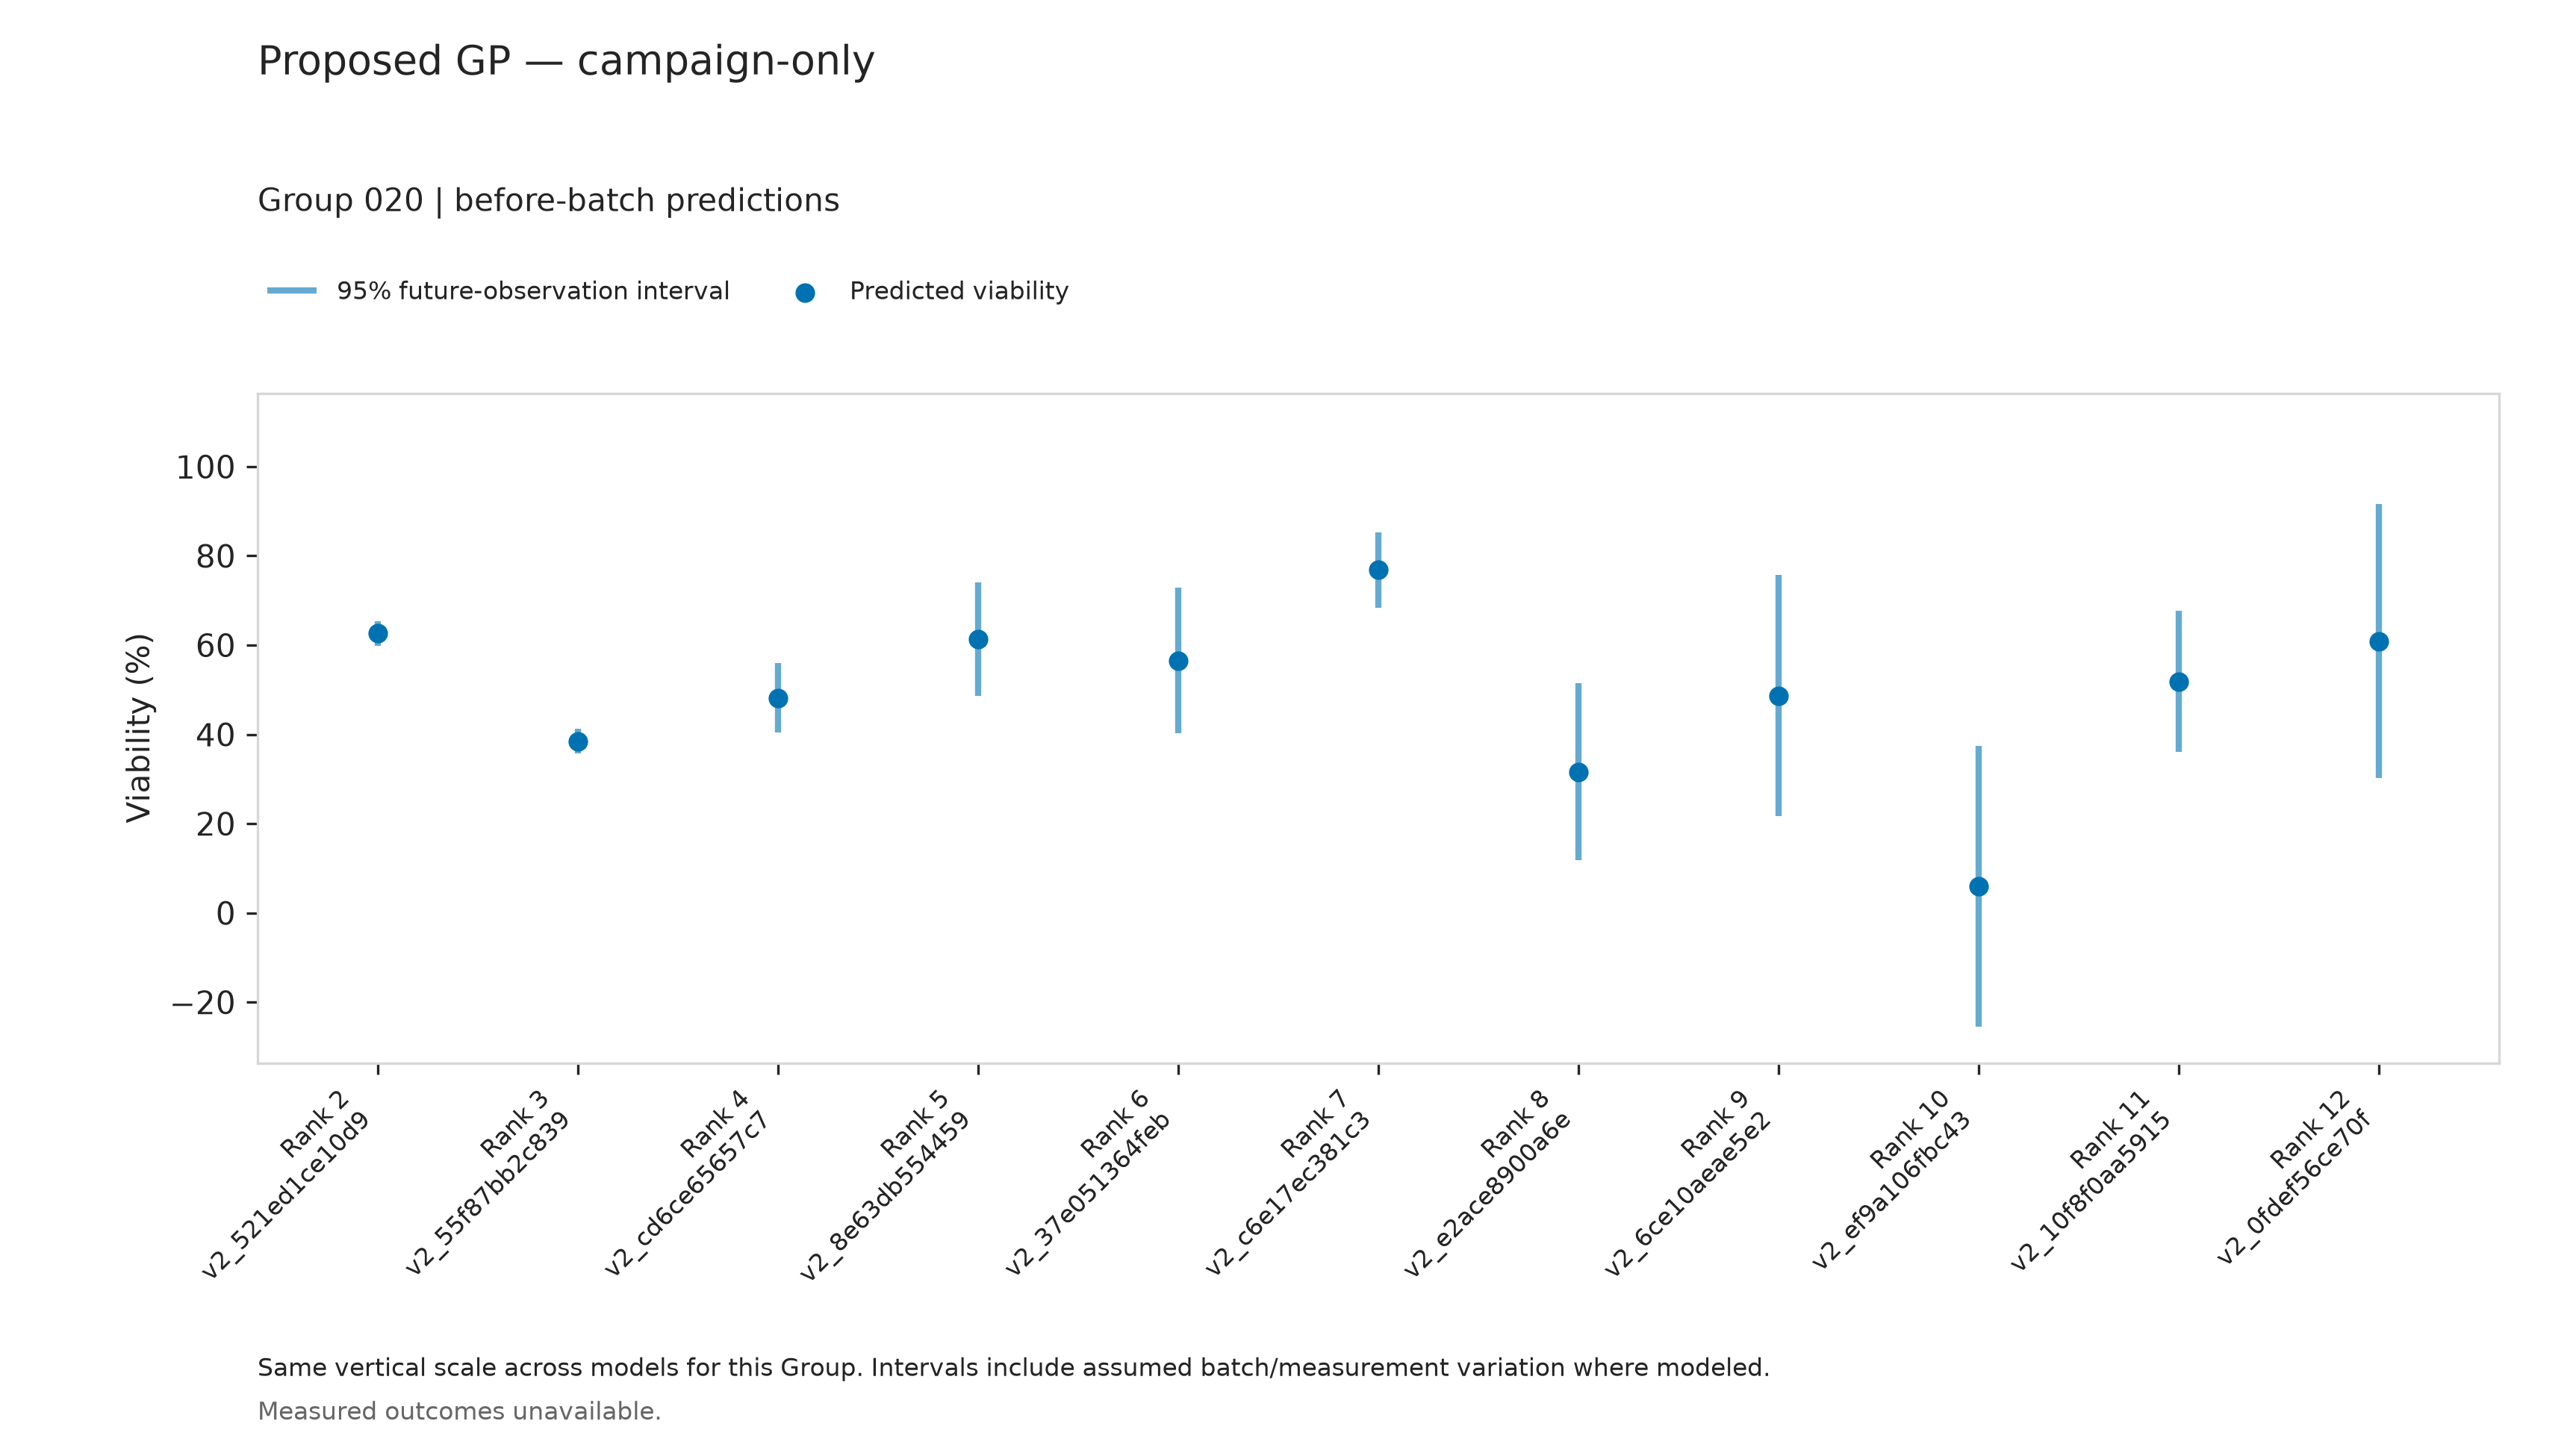 Proposed GP — campaign-only
Group 020 | before-batch predictions
95% future-observation interval
Predicted viability
Viability (%)
100
80
60
40
20
0
−20
Rank 2
v2_521ed1ce10d9
Rank 3
v2_55f87bb2c839
Rank 4
v2_cd6ce65657c7
Rank 5
v2_8e63db554459
Rank 6
v2_37e051364feb
Rank 7
v2_c6e17ec381c3
Rank 8
v2_e2ace8900a6e
Rank 9
v2_6ce10aeae5e2
Rank 10
v2_ef9a106fbc43
Rank 11
v2_10f8f0aa5915
Rank 12
v2_0fdef56ce70f
Same vertical scale across models for this Group. Intervals include assumed batch/measurement variation where modeled.
Measured outcomes unavailable.